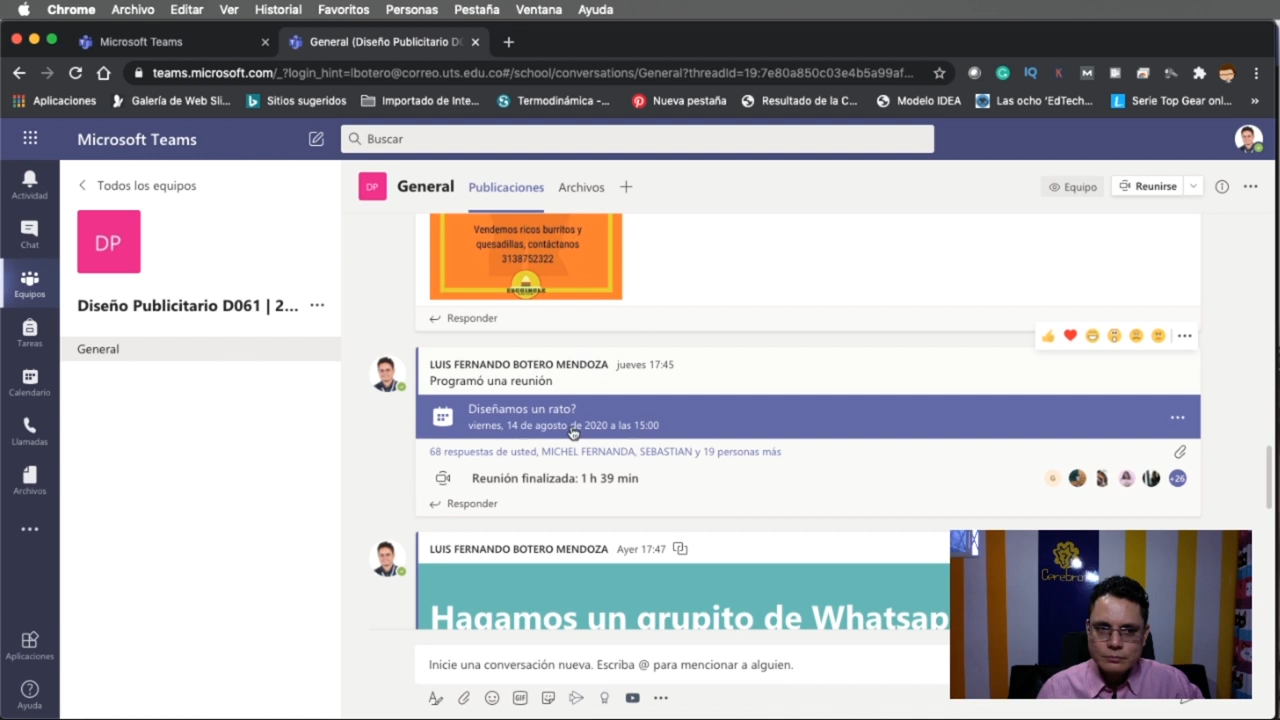 Chrome Archivo Editar Ver Historial Favoritos Personas Pestaña Ventana Ayuda
Microsoft Teams
General (Diseño Publicitario D
teams.microsoft.com/_?login_hint=lbotero@correo.uts.edu.co#/school/conversations/General?threadId=19:7e80a850c03e4b5a99af...
Aplicaciones Galería de Web Sli... Sitios sugeridos Importado de Inte... Termodinámica -... Nueva pestaña Resultado de la C... Modelo IDEA Las ocho ‘EdTech... Serie Top Gear onl... »
Microsoft Teams
Buscar
Actividad
Chat
Equipos
Tareas
Calendario
Llamadas
Archivos
Aplicaciones
Ayuda
Todos los equipos
DP
Diseño Publicitario D061 | 2... ...
General
DP General Publicaciones Archivos +
Equipo Reunirse
Vendemos ricos burritos y
quesadillas, contáctanos
3138752322
ESQUINCLE
Responder
LUIS FERNANDO BOTERO MENDOZA jueves 17:45
Programó una reunión
Diseñamos un rato?
viernes, 14 de agosto de 2020 a las 15:00
68 respuestas de usted, MICHEL FERNANDA, SEBASTIAN y 19 personas más
Reunión finalizada: 1 h 39 min
G +26
Responder
LUIS FERNANDO BOTERO MENDOZA Ayer 17:47
Hagamos un grupito de Whatsap
Inicie una conversación nueva. Escriba @ para mencionar a alguien.
GIF
Cerebro